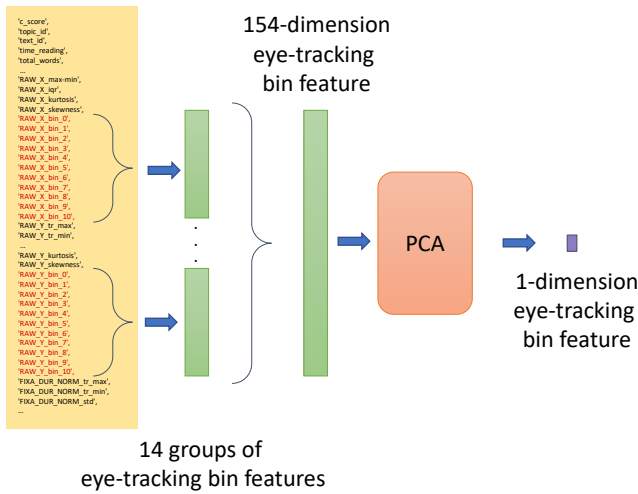 'c_score',
'topic_id',
'text_id',
'time_reading',
'total_words',
...
'RAW_X_max-min',
'RAW_X_iqr',
'RAW_X_kurtosis',
'RAW_X_skewness',
'RAW_X_bin_0',
'RAW_X_bin_1',
'RAW_X_bin_2',
'RAW_X_bin_3',
'RAW_X_bin_4',
'RAW_X_bin_5',
'RAW_X_bin_6',
'RAW_X_bin_7',
'RAW_X_bin_8',
'RAW_X_bin_9',
'RAW_X_bin_10',
'RAW_Y_tr_max',
'RAW_Y_tr_min',
...
'RAW_Y_kurtosis',
'RAW_Y_skewness',
'RAW_Y_bin_0',
'RAW_Y_bin_1',
'RAW_Y_bin_2',
'RAW_Y_bin_3',
'RAW_Y_bin_4',
'RAW_Y_bin_5',
'RAW_Y_bin_6',
'RAW_Y_bin_7',
'RAW_Y_bin_8',
'RAW_Y_bin_9',
'RAW_Y_bin_10',
'FIXA_DUR_NORM_tr_max',
'FIXA_DUR_NORM_tr_min',
'FIXA_DUR_NORM_std',
...
14 groups of
eye-tracking bin features
154-dimension
eye-tracking
bin feature
PCA
1-dimension
eye-tracking
bin feature